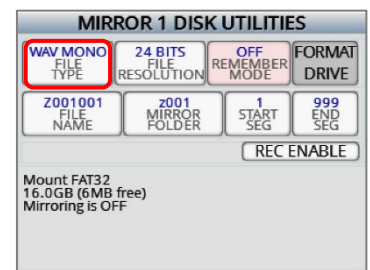 MIRROR 1 DISK UTILITIES
WAV MONO
FILE
TYPE
24 BITS
FILE
RESOLUTION
OFF
REMEMBER
MODE
FORMAT
DRIVE
Z001001
FILE
NAME
z001
MIRROR
FOLDER
1
START
SEG
999
END
SEG
REC ENABLE
Mount FAT32
16.0GB (6MB free)
Mirroring is OFF